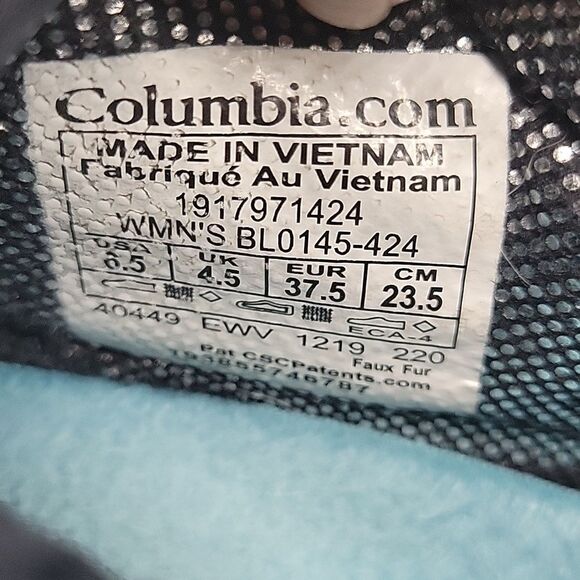 Columbia.com
MADE IN VIETNAM
Fabriqué Au Vietnam
1917971424
WMN'S BL0145-424
USA UK EUR CM
6.5 4.5 37.5 23.5
ECA-4
40449 EWV 1219 220
Pat CSCPatents.com Faux Fur
193855746787